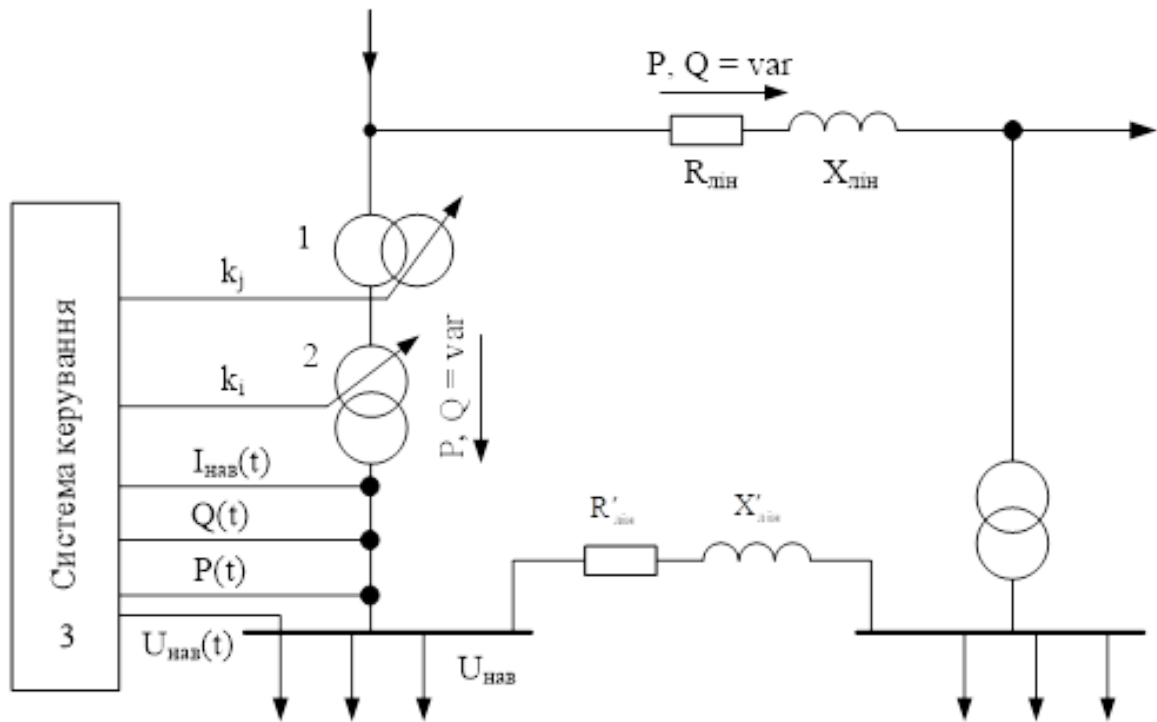 P, Q = var
Rлін
Xлін
1
kj
2
ki
P, Q = var
Система керування
Iнав(t)
Q(t)
P(t)
3
Uнав(t)
Uнав
R′лін
X′лін